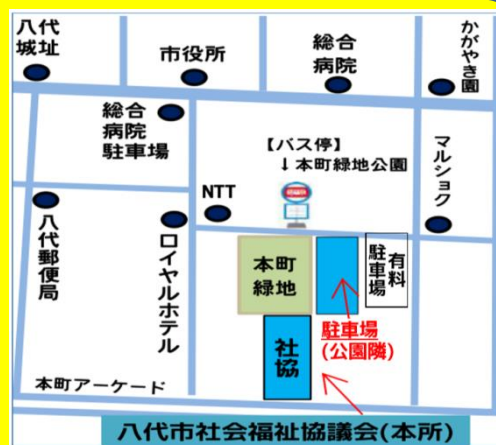 八代
城址
市役所
総合
病院
かがやき園
総合
病院
駐車場
【バス停】
↓本町緑地公園
マルショク
NTT
八代郵便局
ロイヤルホテル
本町
緑地
有料
駐車場
駐車場
(公園隣)
社協
本町アーケード
八代市社会福祉協議会(本所)